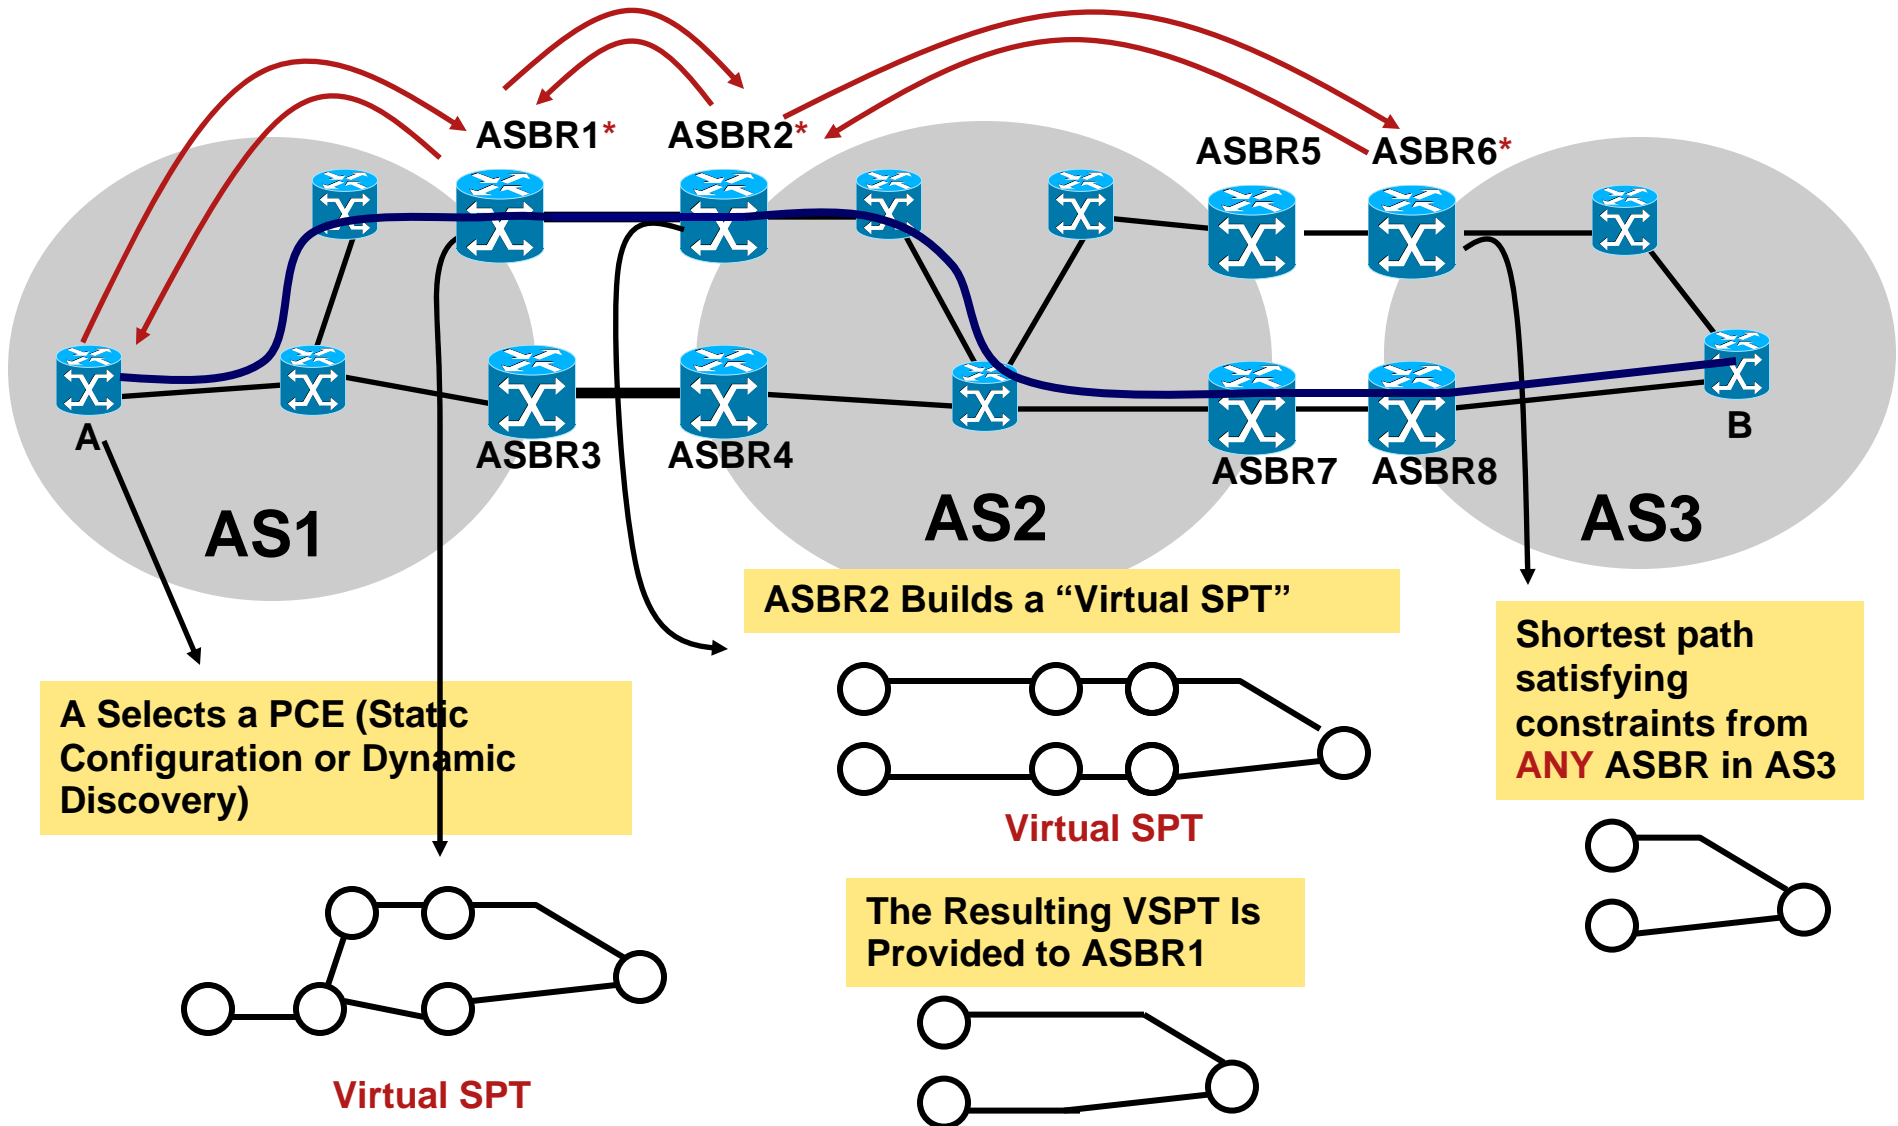 ASBR1*
ASBR2*
ASBR5
ASBR6*
A
ASBR3
ASBR4
ASBR7
ASBR8
B
AS1
AS2
AS3
ASBR2 Builds a “Virtual SPT”
Shortest path
satisfying
constraints from
ANY ASBR in AS3
A Selects a PCE (Static
Configuration or Dynamic
Discovery)
Virtual SPT
The Resulting VSPT Is
Provided to ASBR1
Virtual SPT